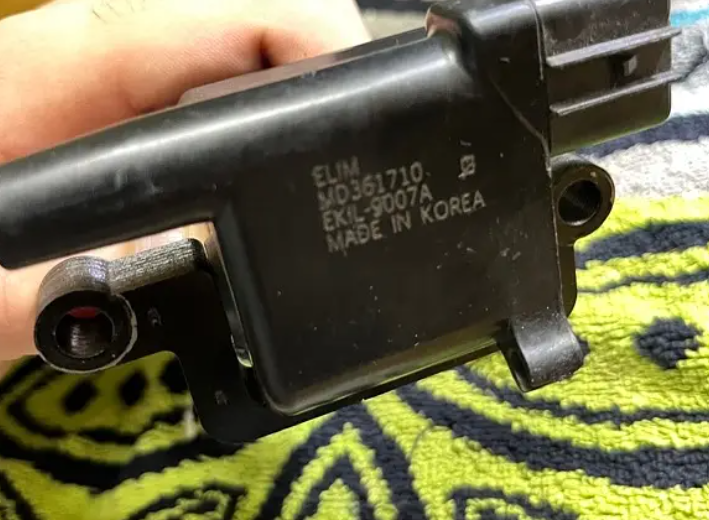 ELIM
MD361710
EKIL-9007A
MADE IN KOREA